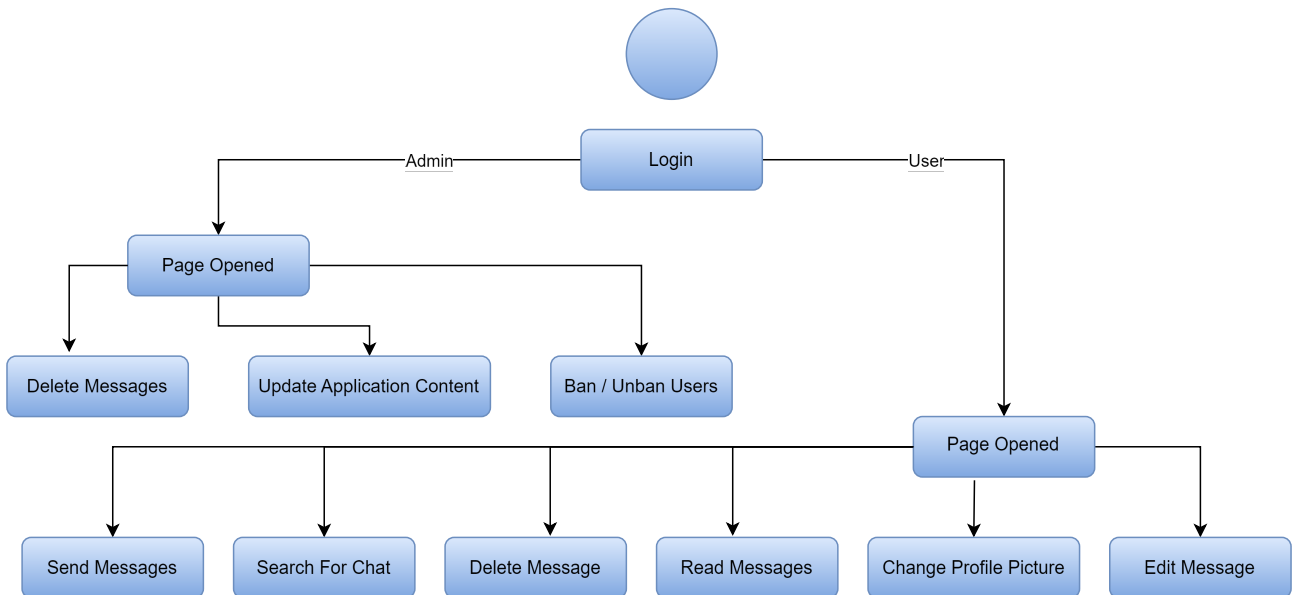 Login
Admin
User
Page Opened
Delete Messages
Update Application Content
Ban / Unban Users
Page Opened
Send Messages
Search For Chat
Delete Message
Read Messages
Change Profile Picture
Edit Message